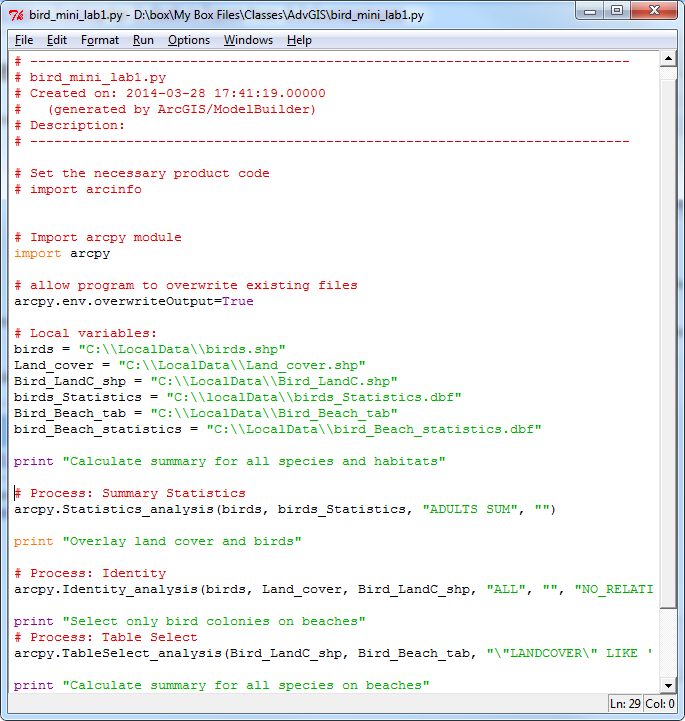 bird_mini_lab1.py - D:\box\My Box Files\Classes\AdvGIS\bird_mini_lab1.py
File Edit Format Run Options Windows Help
# ---------------------------------------------------------------------------
# bird_mini_lab1.py
# Created on: 2014-03-28 17:41:19.00000
#   (generated by ArcGIS/ModelBuilder)
# Description:
# ---------------------------------------------------------------------------
# Set the necessary product code
# import arcinfo
# Import arcpy module
import arcpy
# allow program to overwrite existing files
arcpy.env.overwriteOutput=True
# Local variables:
birds = "C:\\LocalData\\birds.shp"
Land_cover = "C:\\LocalData\\Land_cover.shp"
Bird_LandC_shp = "C:\\LocalData\\Bird_LandC.shp"
birds_Statistics = "C:\\localData\\birds_Statistics.dbf"
Bird_Beach_tab = "C:\\LocalData\\Bird_Beach_tab"
bird_Beach_statistics = "C:\\LocalData\\bird_Beach_statistics.dbf"
print "Calculate summary for all species and habitats"
# Process: Summary Statistics
arcpy.Statistics_analysis(birds, birds_Statistics, "ADULTS SUM", "")
print "Overlay land cover and birds"
# Process: Identity
arcpy.Identity_analysis(birds, Land_cover, Bird_LandC_shp, "ALL", "", "NO_RELATI
print "Select only bird colonies on beaches"
# Process: Table Select
arcpy.TableSelect_analysis(Bird_LandC_shp, Bird_Beach_tab, "\"LANDCOVER\" LIKE '
print "Calculate summary for all species on beaches"
Ln: 29 Col: 0